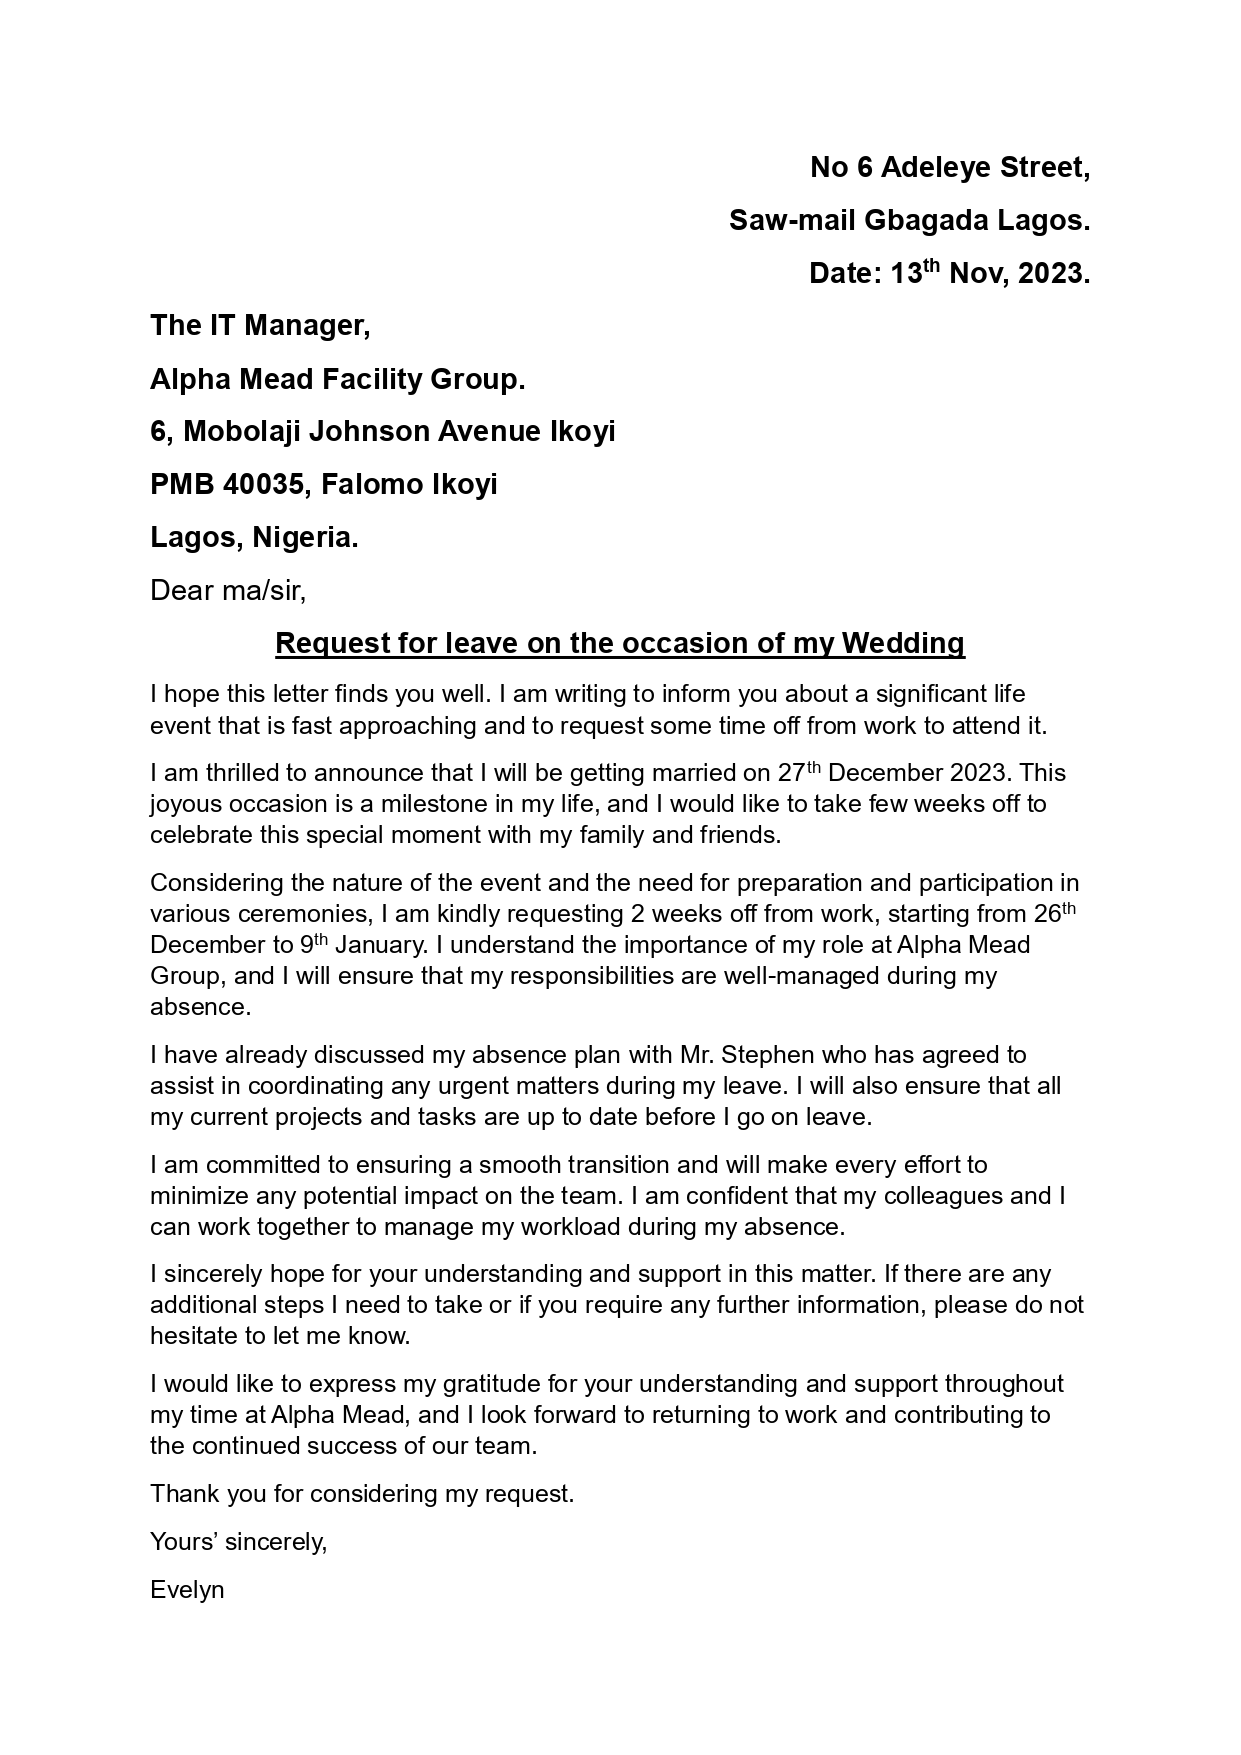 No 6 Adeleye Street,
Saw-mail Gbagada Lagos.
Date: 13th Nov, 2023.
The IT Manager,
Alpha Mead Facility Group.
6, Mobolaji Johnson Avenue Ikoyi
PMB 40035, Falomo Ikoyi
Lagos, Nigeria.
Dear ma/sir,
Request for leave on the occasion of my Wedding
I hope this letter finds you well. I am writing to inform you about a significant life
event that is fast approaching and to request some time off from work to attend it.
I am thrilled to announce that I will be getting married on 27th December 2023. This
joyous occasion is a milestone in my life, and I would like to take few weeks off to
celebrate this special moment with my family and friends.
Considering the nature of the event and the need for preparation and participation in
various ceremonies, I am kindly requesting 2 weeks off from work, starting from 26th
December to 9th January. I understand the importance of my role at Alpha Mead
Group, and I will ensure that my responsibilities are well-managed during my
absence.
I have already discussed my absence plan with Mr. Stephen who has agreed to
assist in coordinating any urgent matters during my leave. I will also ensure that all
my current projects and tasks are up to date before I go on leave.
I am committed to ensuring a smooth transition and will make every effort to
minimize any potential impact on the team. I am confident that my colleagues and I
can work together to manage my workload during my absence.
I sincerely hope for your understanding and support in this matter. If there are any
additional steps I need to take or if you require any further information, please do not
hesitate to let me know.
I would like to express my gratitude for your understanding and support throughout
my time at Alpha Mead, and I look forward to returning to work and contributing to
the continued success of our team.
Thank you for considering my request.
Yours’ sincerely,
Evelyn